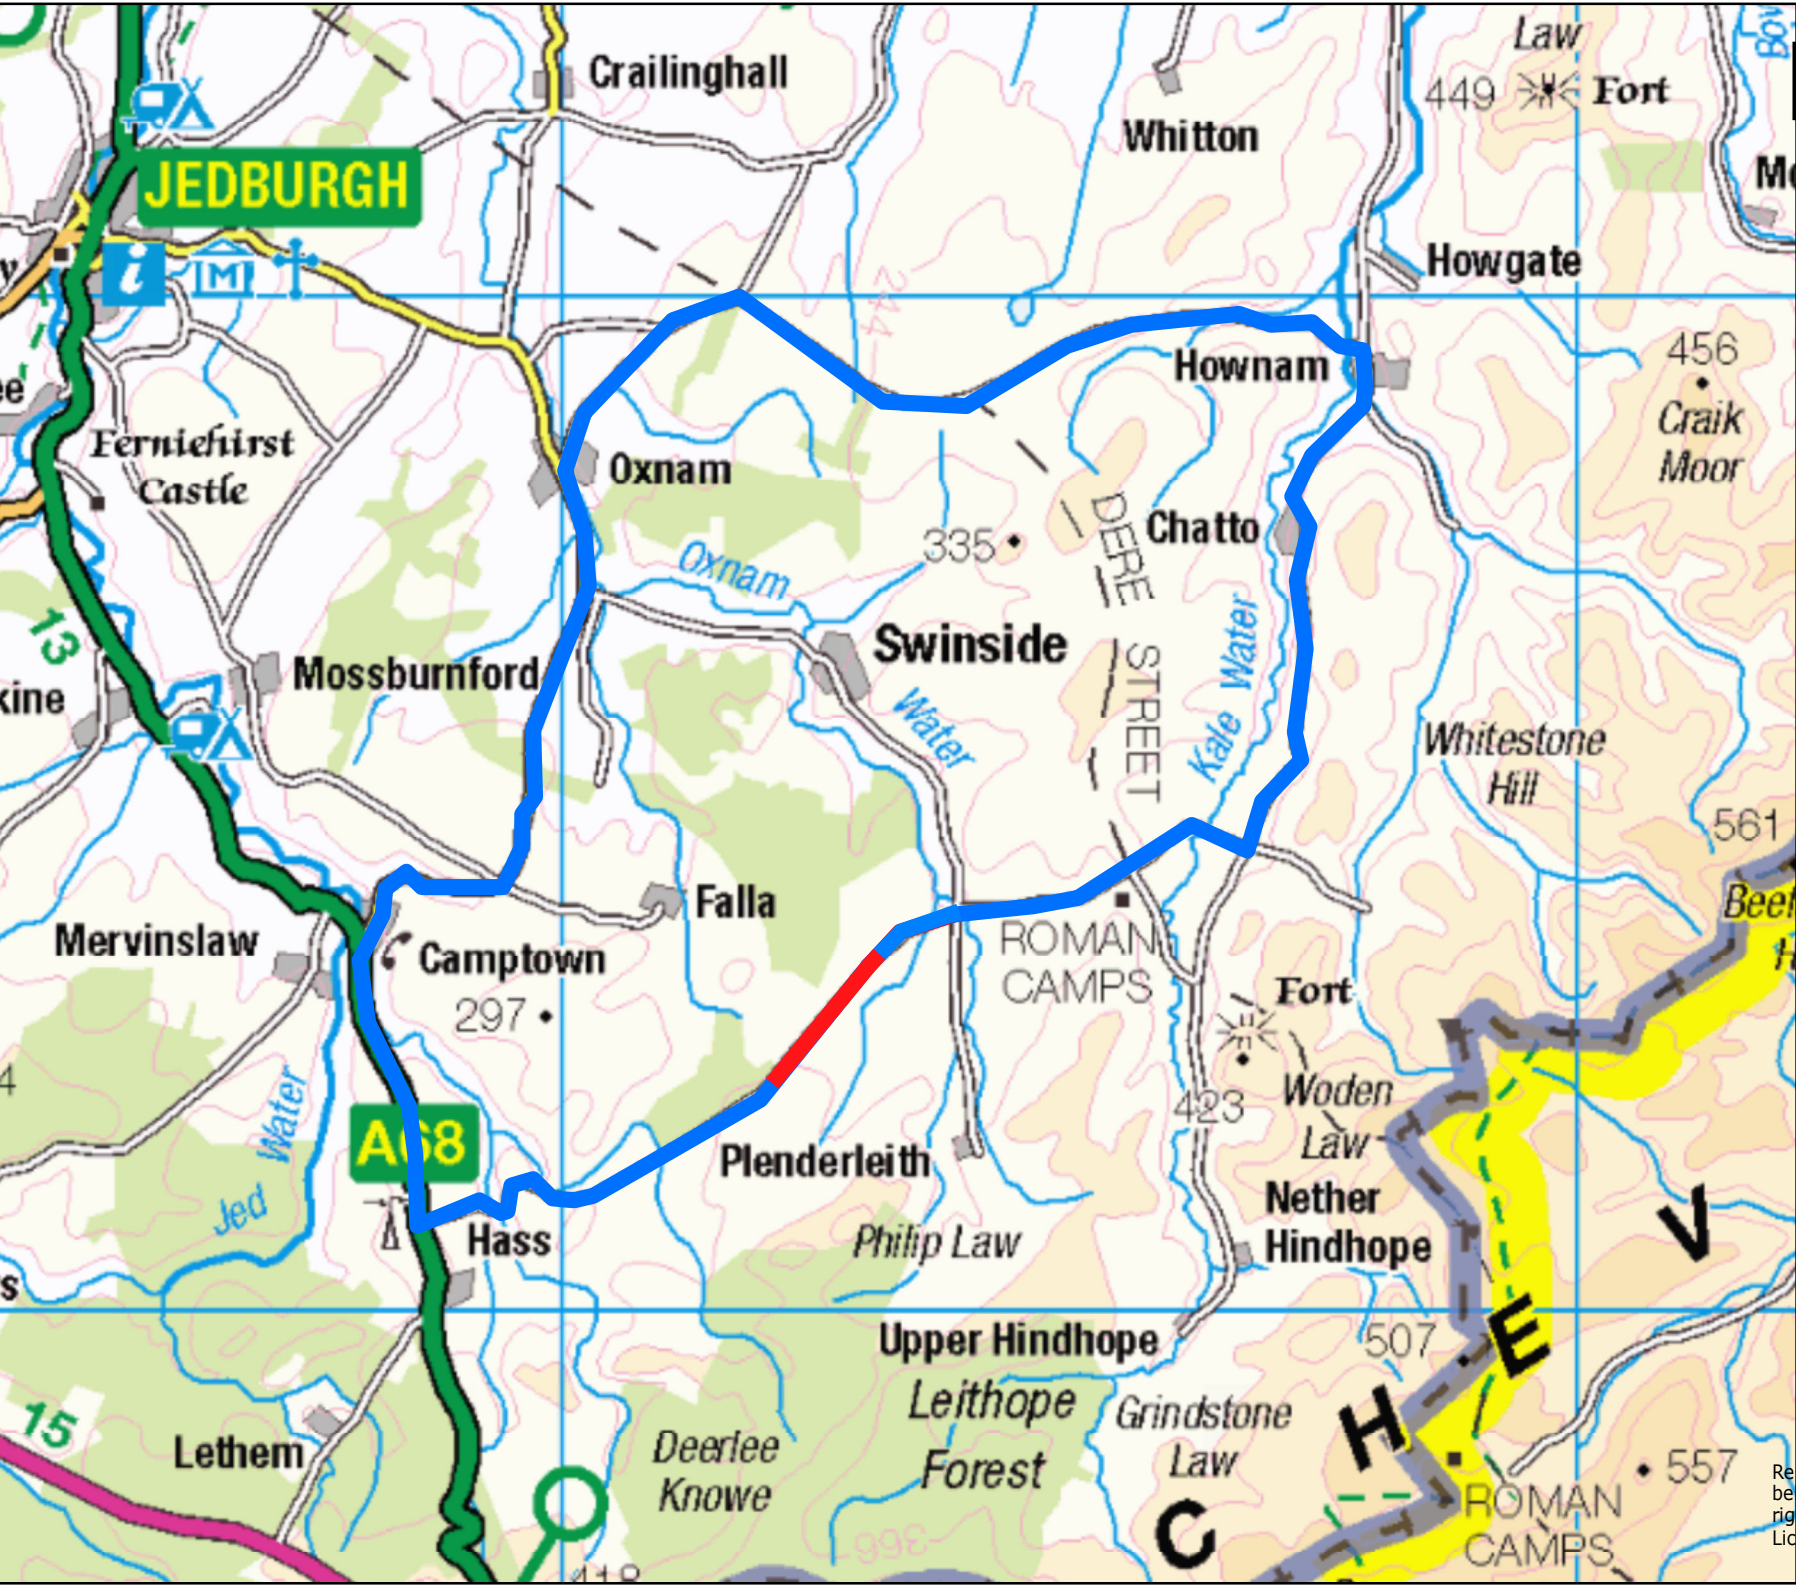 Law
449
Fort
Crailinghall
Whitton
JEDBURGH
i
M
Howgate
244
Hownam
456
Craik
Moor
Ferniehirst
Castle
Oxnam
335
DERE
STREET
Chatto
Oxnam
Water
Swinside
Kale Water
13
Mossburnford
Whitestone
Hill
561
Falla
Mervinslaw
Camptown
297
ROMAN
CAMPS
Fort
Woden
Law
423
Water
Jed
A68
Plenderleith
Hass
Philip Law
Nether
Hindhope
V
E
H
C
507
Upper Hindhope
Leithope
Forest
Grindstone
Law
15
Lethem
Deerlee
Knowe
366
557
ROMAN
CAMPS
418